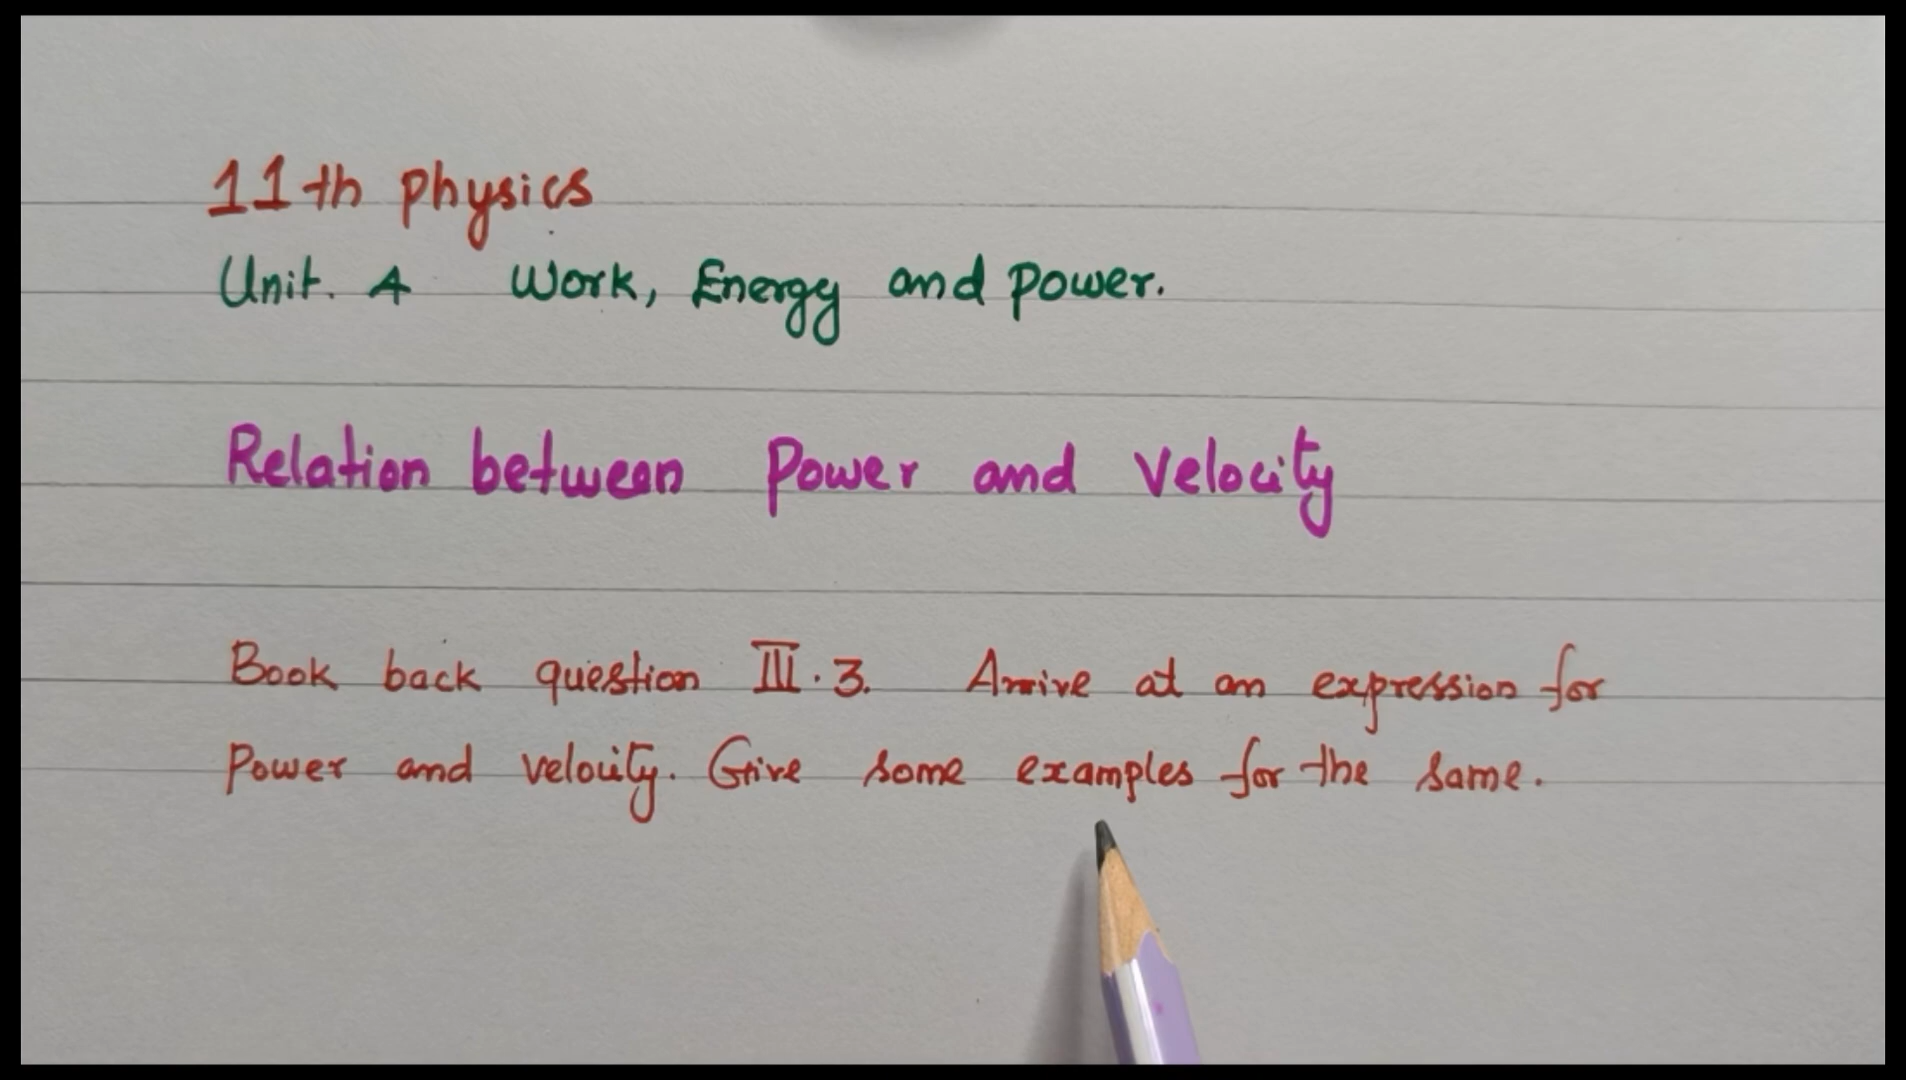 11th physics
Unit. 4 Work, Energy and power.
Relation between Power and Velocity
Book back question III.3. Arrive at an expression for
Power and velocity. Give some examples for the same.